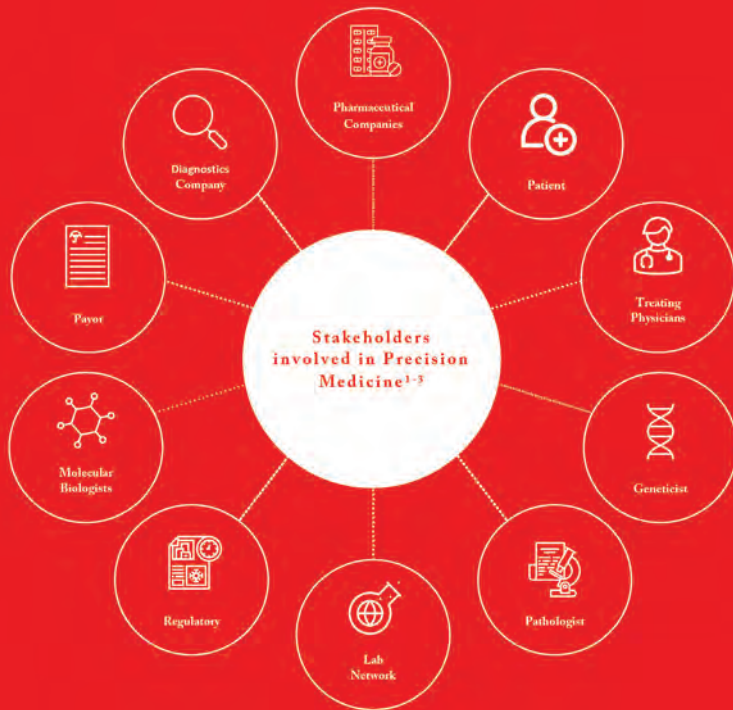 Pharmaceutical
Companies
Diagnostics
Company
Patient
Payor
Treating
Physicians
Stakeholders
involved in Precision
Medicine¹⁻³
Molecular
Biologists
Geneticist
Regulatory
Pathologist
Lab
Network